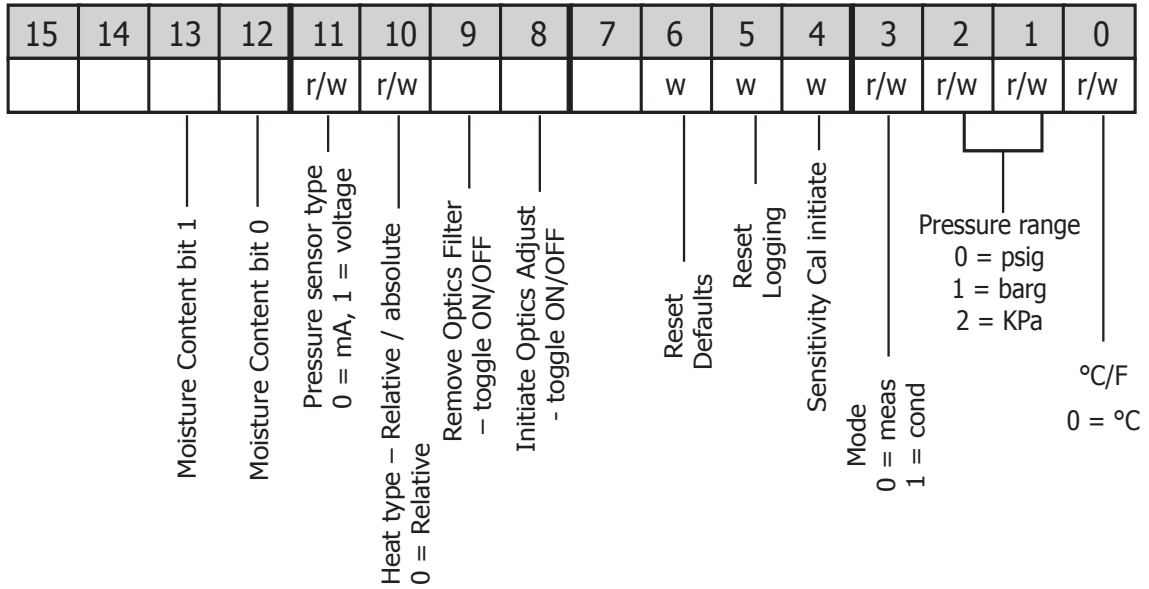 15 14 13 12 11 10 9 8 7 6 5 4 3 2 1 0
r/w r/w w w w r/w r/w r/w r/w
Moisture Content bit 1
Moisture Content bit 0
Pressure sensor type
0 = mA, 1 = voltage
Heat type – Relative / absolute
0 = Relative
Remove Optics Filter
– toggle ON/OFF
Initiate Optics Adjust
- toggle ON/OFF
Reset
Defaults
Reset
Logging
Sensitivity Cal initiate
Mode
0 = meas
1 = cond
Pressure range
0 = psig
1 = barg
2 = KPa
°C/F
0 = °C